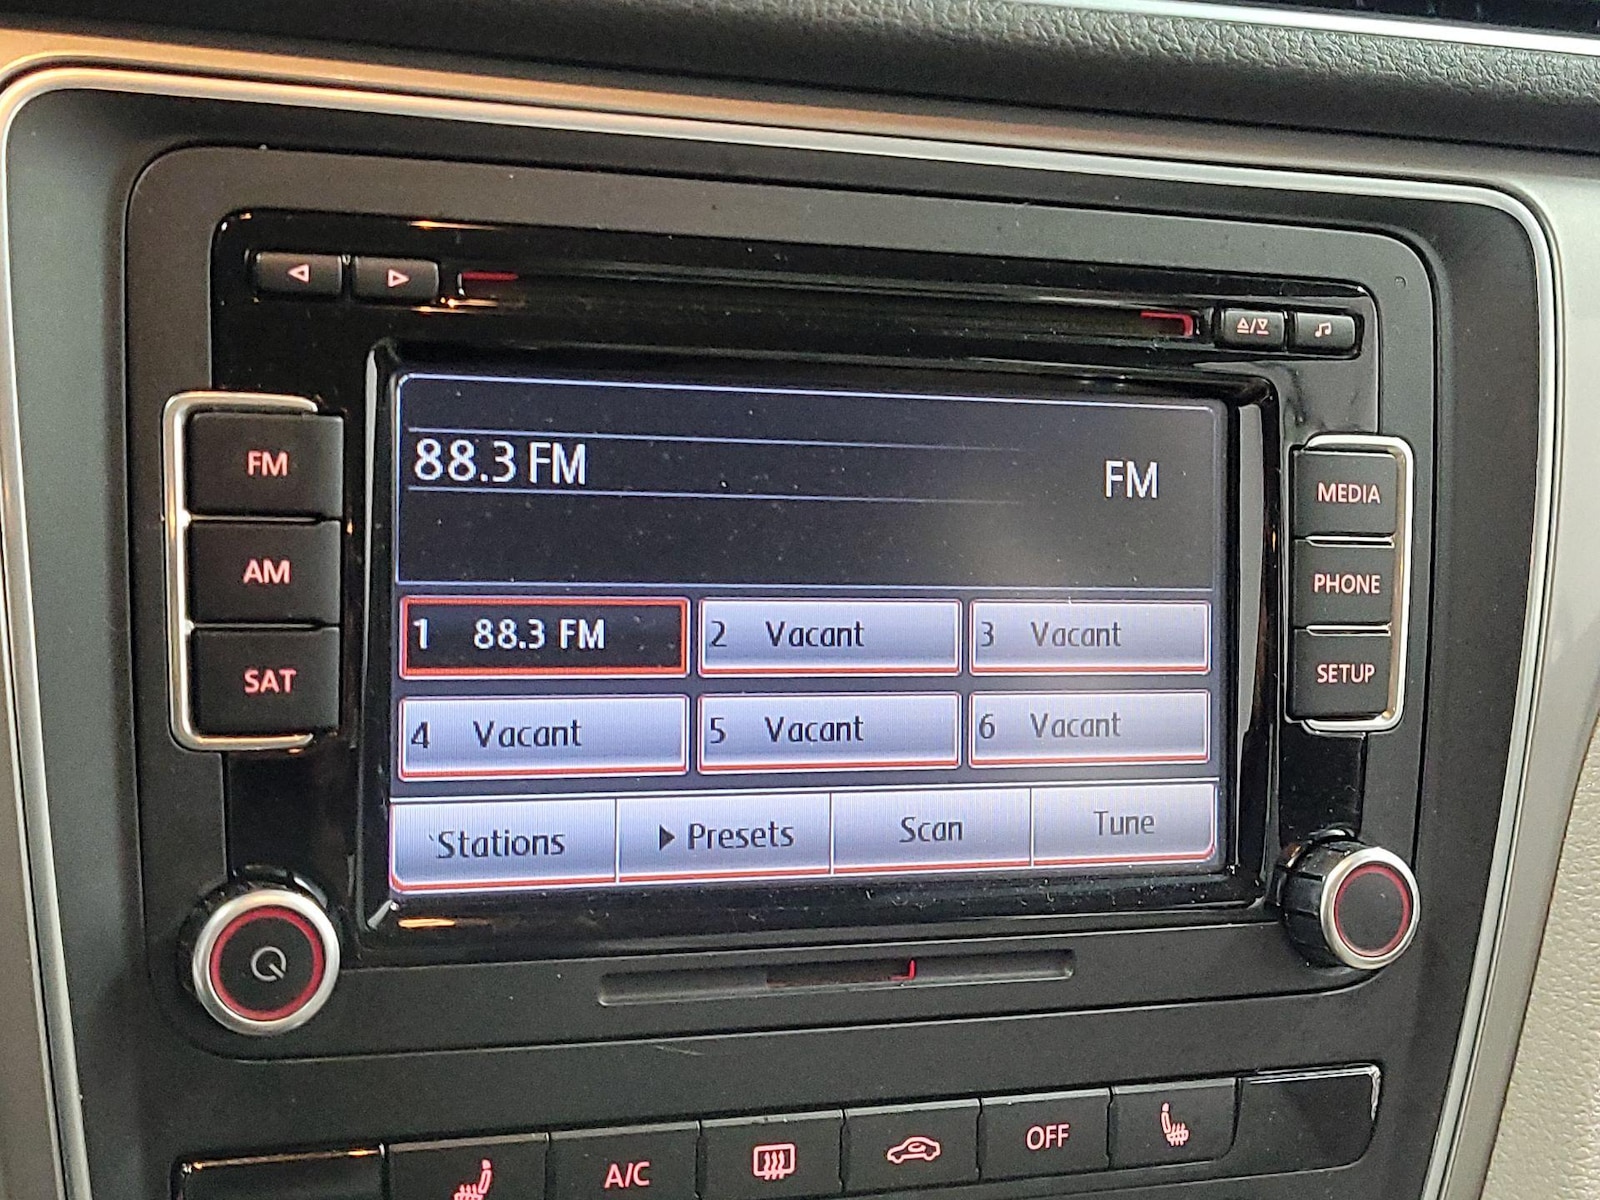 88.3 FM
FM
FM
AM
SAT
1 88.3 FM
2 Vacant
3 Vacant
4 Vacant
5 Vacant
6 Vacant
Stations
Presets
Scan
Tune
MEDIA
PHONE
SETUP
A/C
OFF